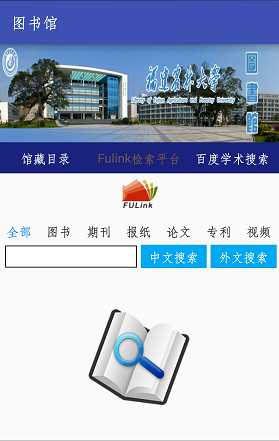 图书馆
福建农林大学
Library of Fujian Agriculture and Forestry University
圖書館
馆藏目录 Fulink检索平台 百度学术搜索
FULink
全部 图书 期刊 报纸 论文 专利 视频
中文搜索 外文搜索